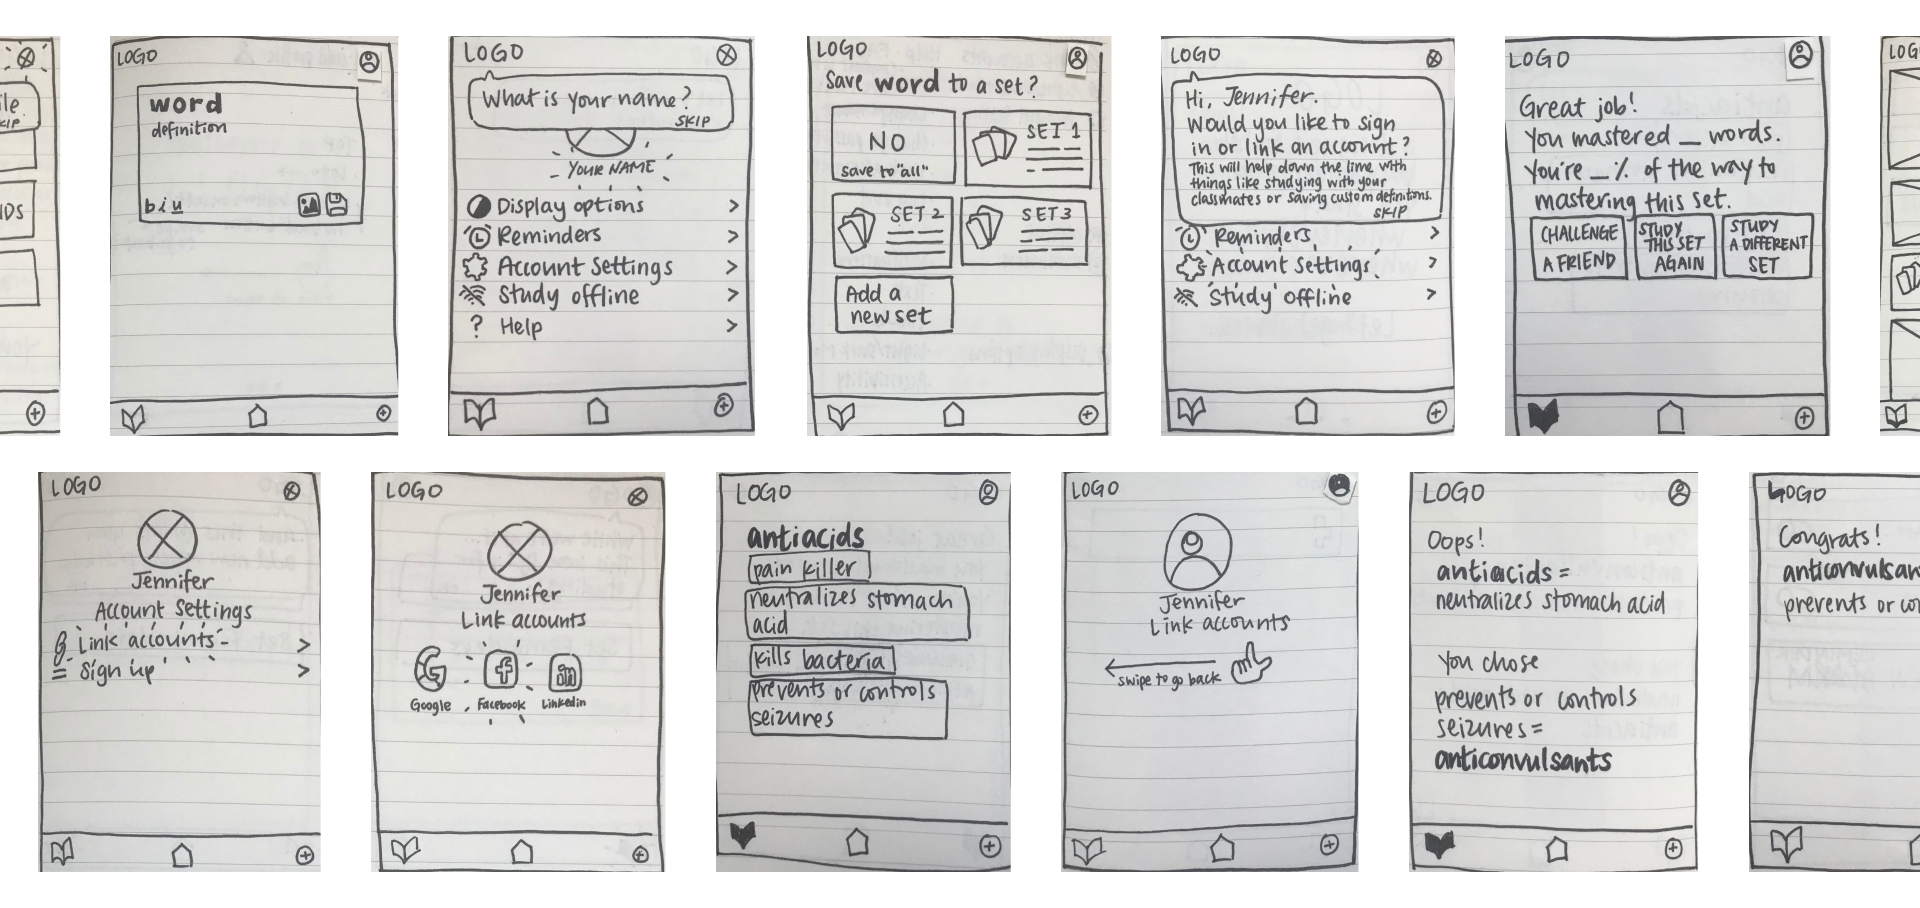 ile
KIP
DS
LOGO
word
definition
b i u
LOGO
What is your name?
SKIP
YOUR NAME
Display options >
Reminders >
Account Settings >
Study offline >
? Help >
LOGO
Save word to a set?
NO
save to "all"
SET 1
SET 2
SET 3
Add a
new set
LOGO
Hi, Jennifer.
Would you like to sign
in or link an account?
This will help down the line with
things like studying with your
classmates or saving custom definitions.
SKIP
Reminders >
Account Settings >
Study offline >
LOGO
Great job!
You mastered _ words.
You're _ % of the way to
mastering this set.
CHALLENGE
A FRIEND
STUDY
THIS SET
AGAIN
STUDY
A DIFFERENT
SET
LOG
LOGO
Jennifer
Account Settings
Link accounts >
Sign up >
LOGO
Jennifer
Link accounts
G
f
in
Google
Facebook
Linkedin
LOGO
antiacids
pain killer
neutralizes stomach
acid
kills bacteria
prevents or controls
seizures
LOGO
Jennifer
Link accounts
swipe to go back
LOGO
Oops!
antiacids =
neutralizes stomach acid
You chose
prevents or controls
seizures =
anticonvulsants
LOGO
Congrats!
anticonvulsan
prevents or co